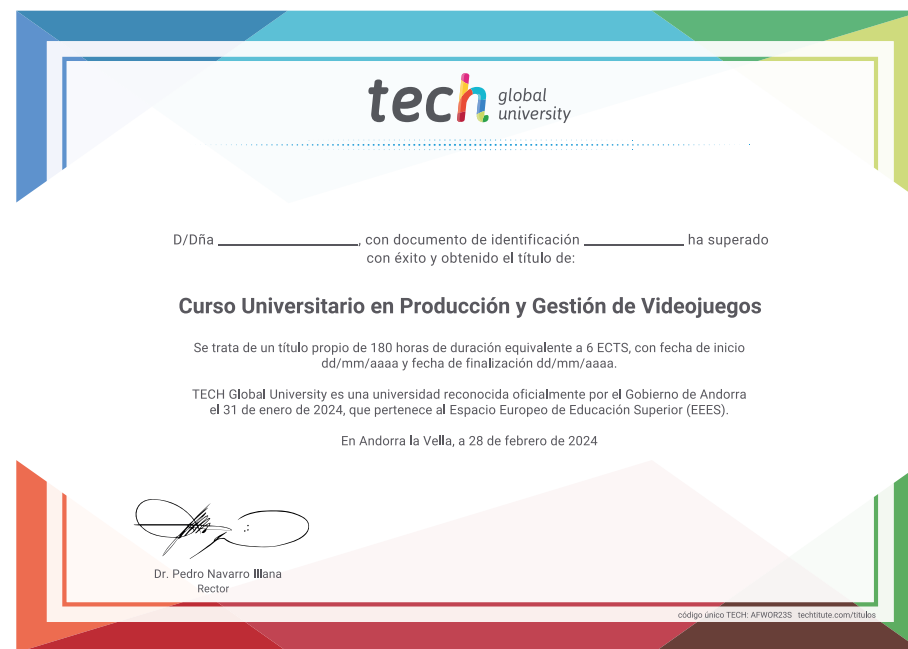 tech global university
D/Dña ____________________, con documento de identificación ______________ ha superado
con éxito y obtenido el título de:
Curso Universitario en Producción y Gestión de Videojuegos
Se trata de un título propio de 180 horas de duración equivalente a 6 ECTS, con fecha de inicio
dd/mm/aaaa y fecha de finalización dd/mm/aaaa.
TECH Global University es una universidad reconocida oficialmente por el Gobierno de Andorra
el 31 de enero de 2024, que pertenece al Espacio Europeo de Educación Superior (EEES).
En Andorra la Vella, a 28 de febrero de 2024
Dr. Pedro Navarro Illana
Rector
código único TECH: AFWOR23S techtitute.com/titulos